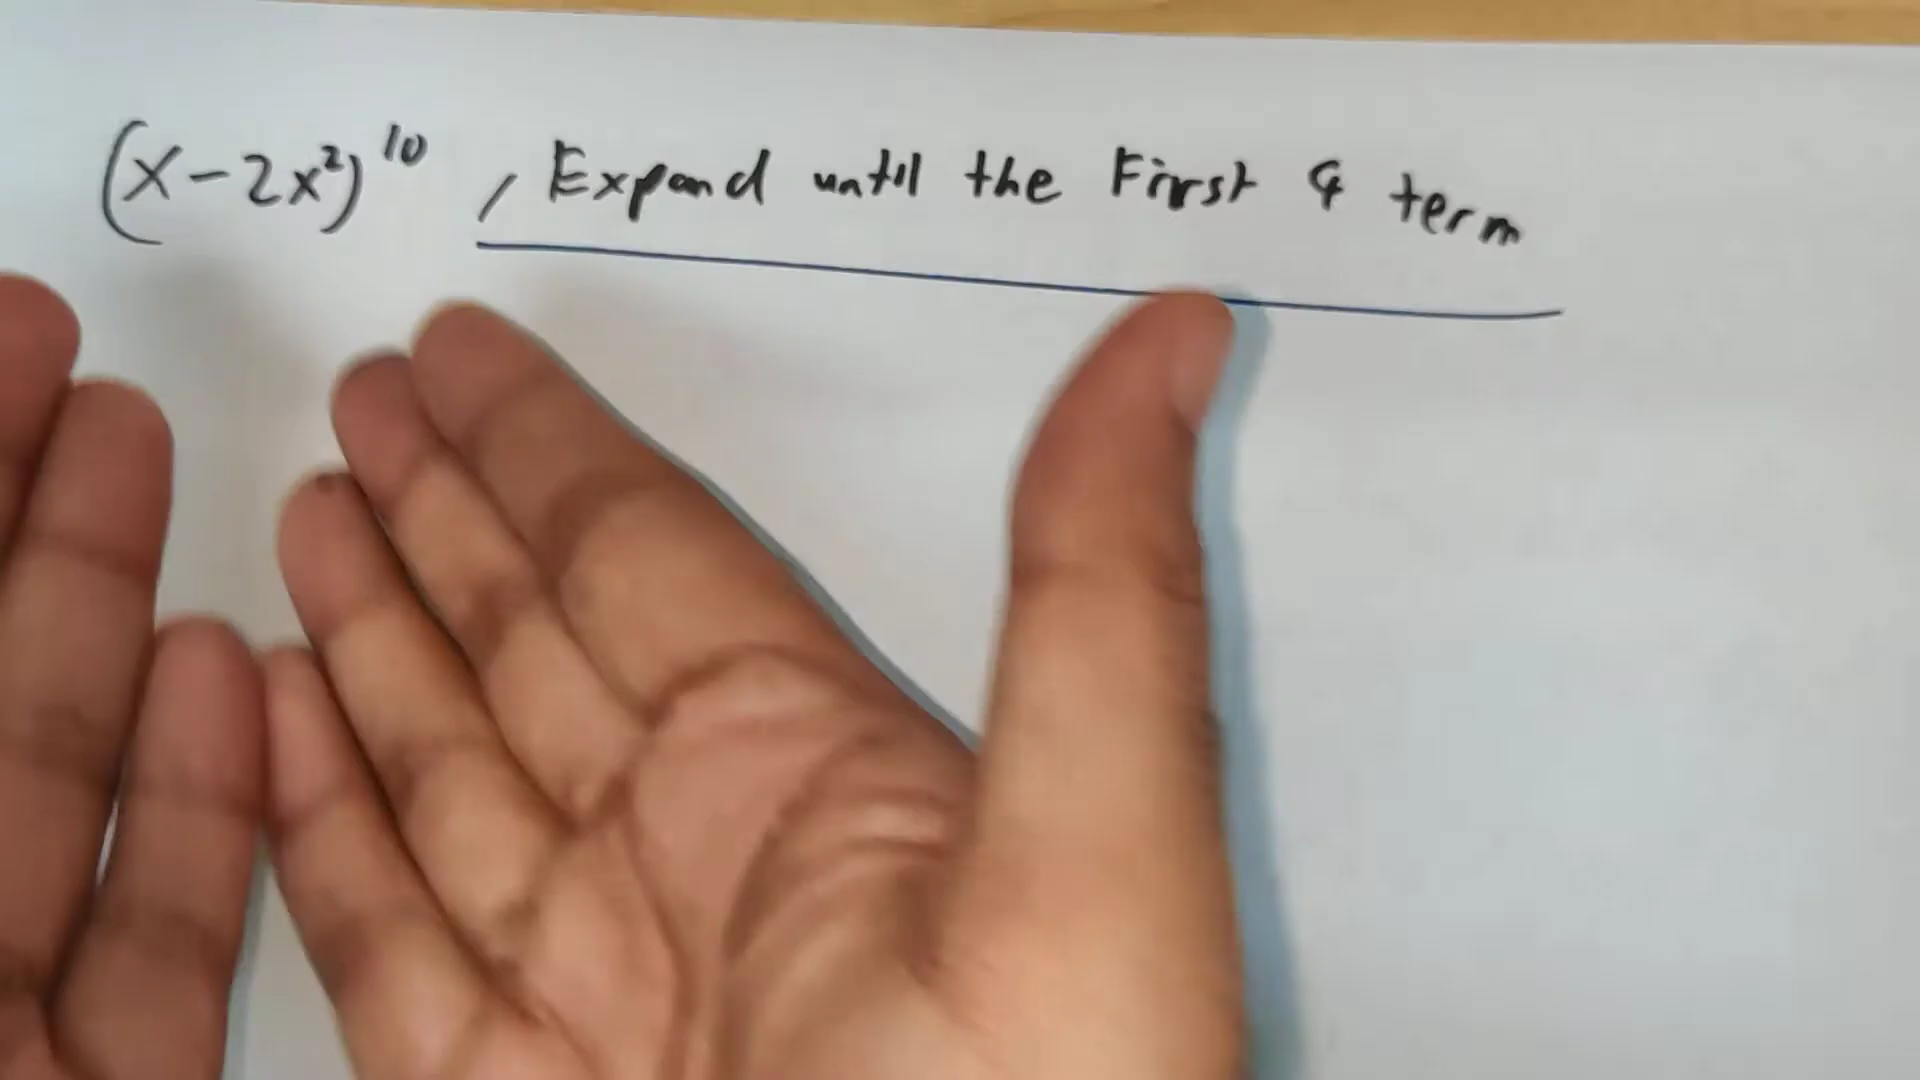 (x-2x²)¹⁰, Expand until the First 4 term